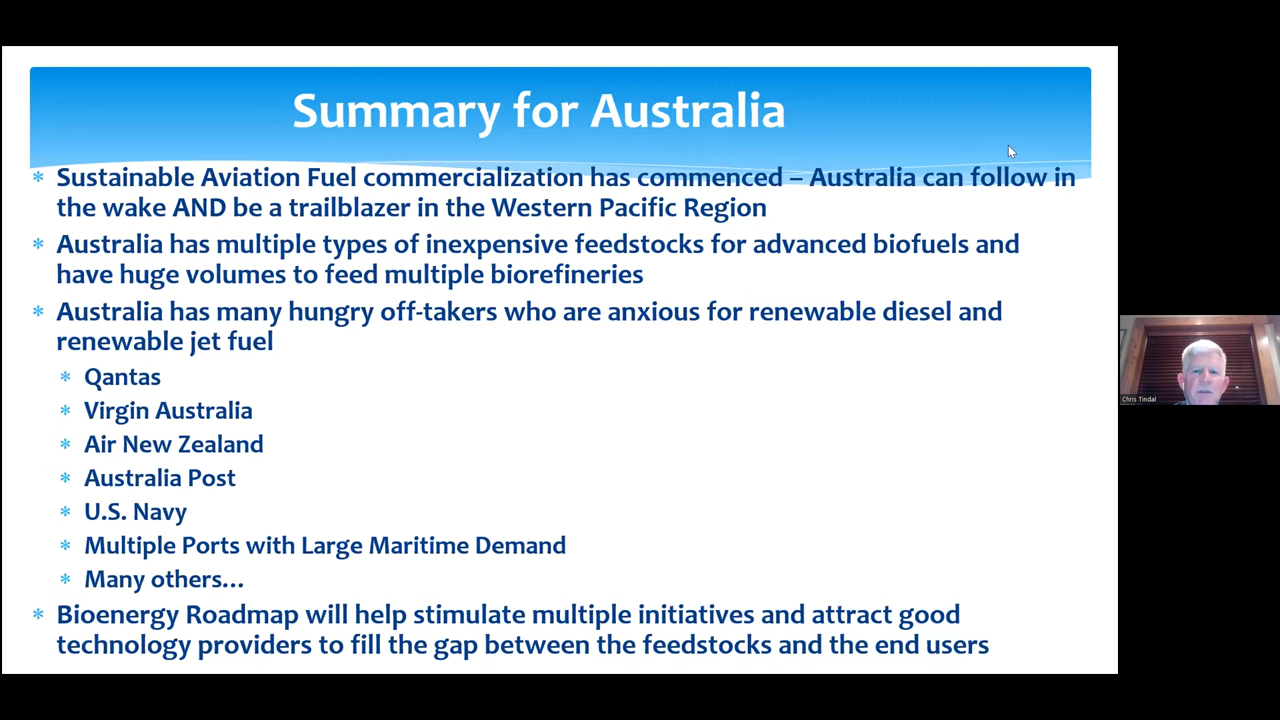 Summary for Australia
* Sustainable Aviation Fuel commercialization has commenced – Australia can follow in
the wake AND be a trailblazer in the Western Pacific Region
* Australia has multiple types of inexpensive feedstocks for advanced biofuels and
have huge volumes to feed multiple biorefineries
* Australia has many hungry off-takers who are anxious for renewable diesel and
renewable jet fuel
* Qantas
* Virgin Australia
* Air New Zealand
* Australia Post
* U.S. Navy
* Multiple Ports with Large Maritime Demand
* Many others…
* Bioenergy Roadmap will help stimulate multiple initiatives and attract good
technology providers to fill the gap between the feedstocks and the end users
Chris Tindal